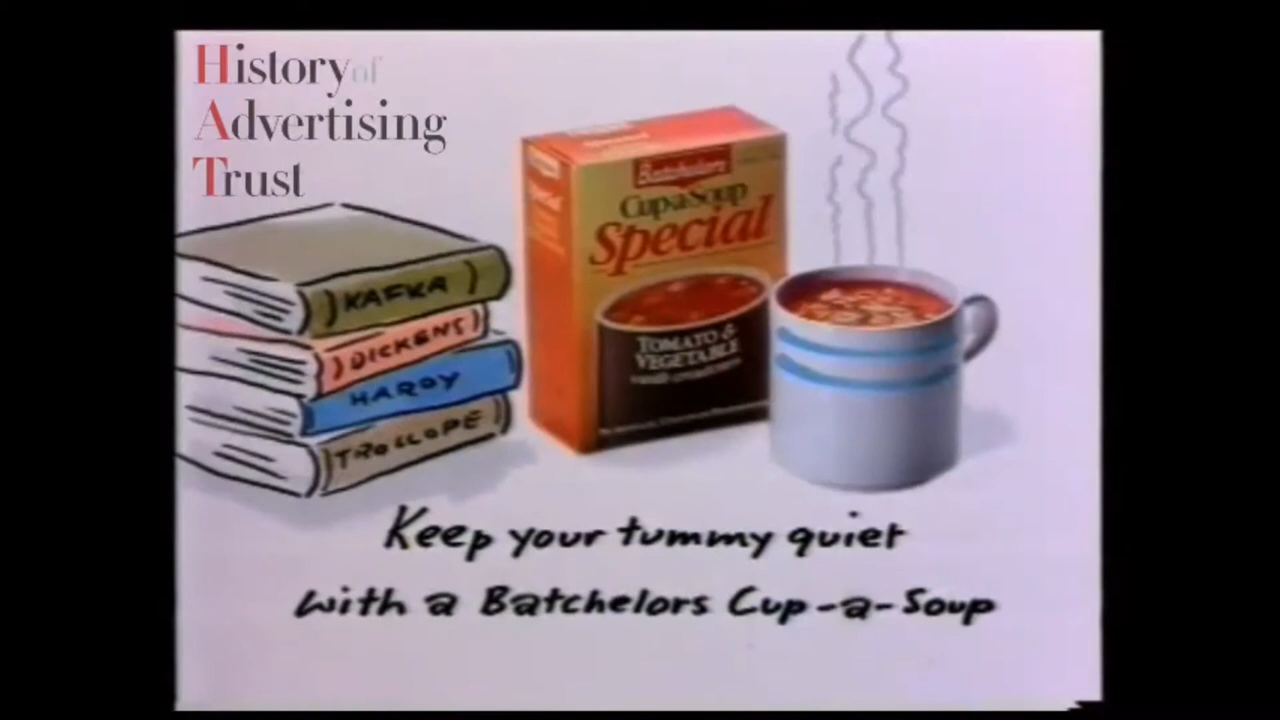 History of
Advertising
Trust
KAFKA
DICKENS
HARDY
TROLLOPE
Batchelors
Cup a Soup
Special
TOMATO &
VEGETABLE
Keep your tummy quiet
with a Batchelors Cup-a-Soup